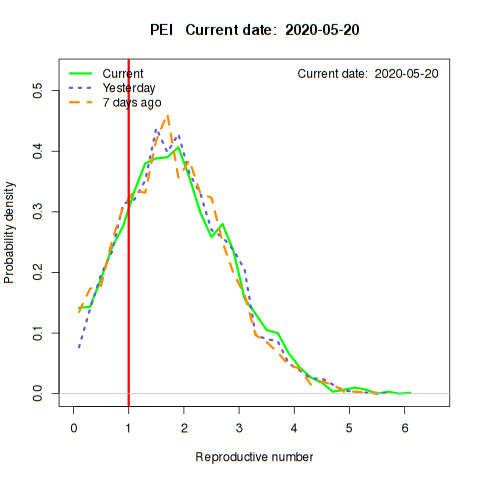 PEI   Current date:  2020-05-20
Current date:  2020-05-20
Current
Yesterday
7 days ago
Probability density
0.5
0.4
0.3
0.2
0.1
0.0
0 1 2 3 4 5 6
Reproductive number